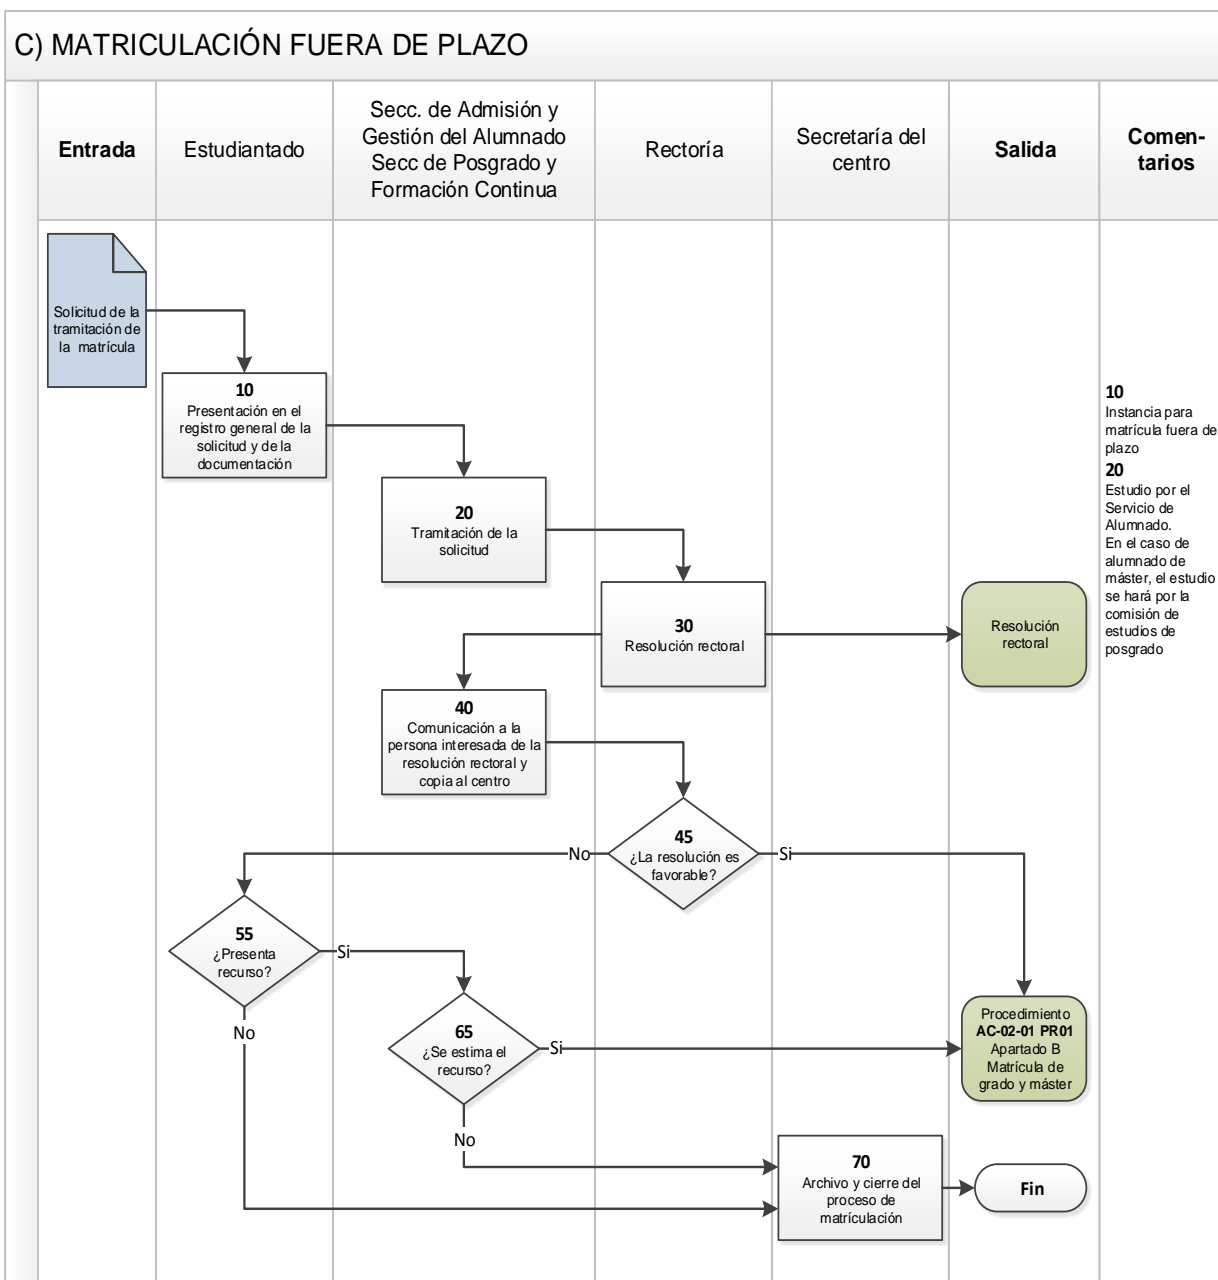 C) MATRICULACIÓN FUERA DE PLAZO
Entrada
Estudiantado
Secc. de Admisión y
Gestión del Alumnado
Secc de Posgrado y
Formación Continua
Rectoría
Secretaría del
centro
Salida
Comen-
tarios
Solicitud de la
tramitación de
la matrícula
10
Presentación en el
registro general de la
solicitud y de la
documentación
20
Tramitación de la
solicitud
30
Resolución rectoral
Resolución
rectoral
10
Instancia para
matrícula fuera de
plazo
20
Estudio por el
Servicio de
Alumnado.
En el caso de
alumnado de
máster, el estudio
se hará por la
comisión de
estudios de
posgrado
40
Comunicación a la
persona interesada de la
resolución rectoral y
copia al centro
45
¿La resolución es
favorable?
No
Si
55
¿Presenta
recurso?
Si
No
65
¿Se estima el
recurso?
Si
No
Procedimiento
AC-02-01 PR01
Apartado B
Matrícula de
grado y máster
70
Archivo y cierre del
proceso de
matrículación
Fin